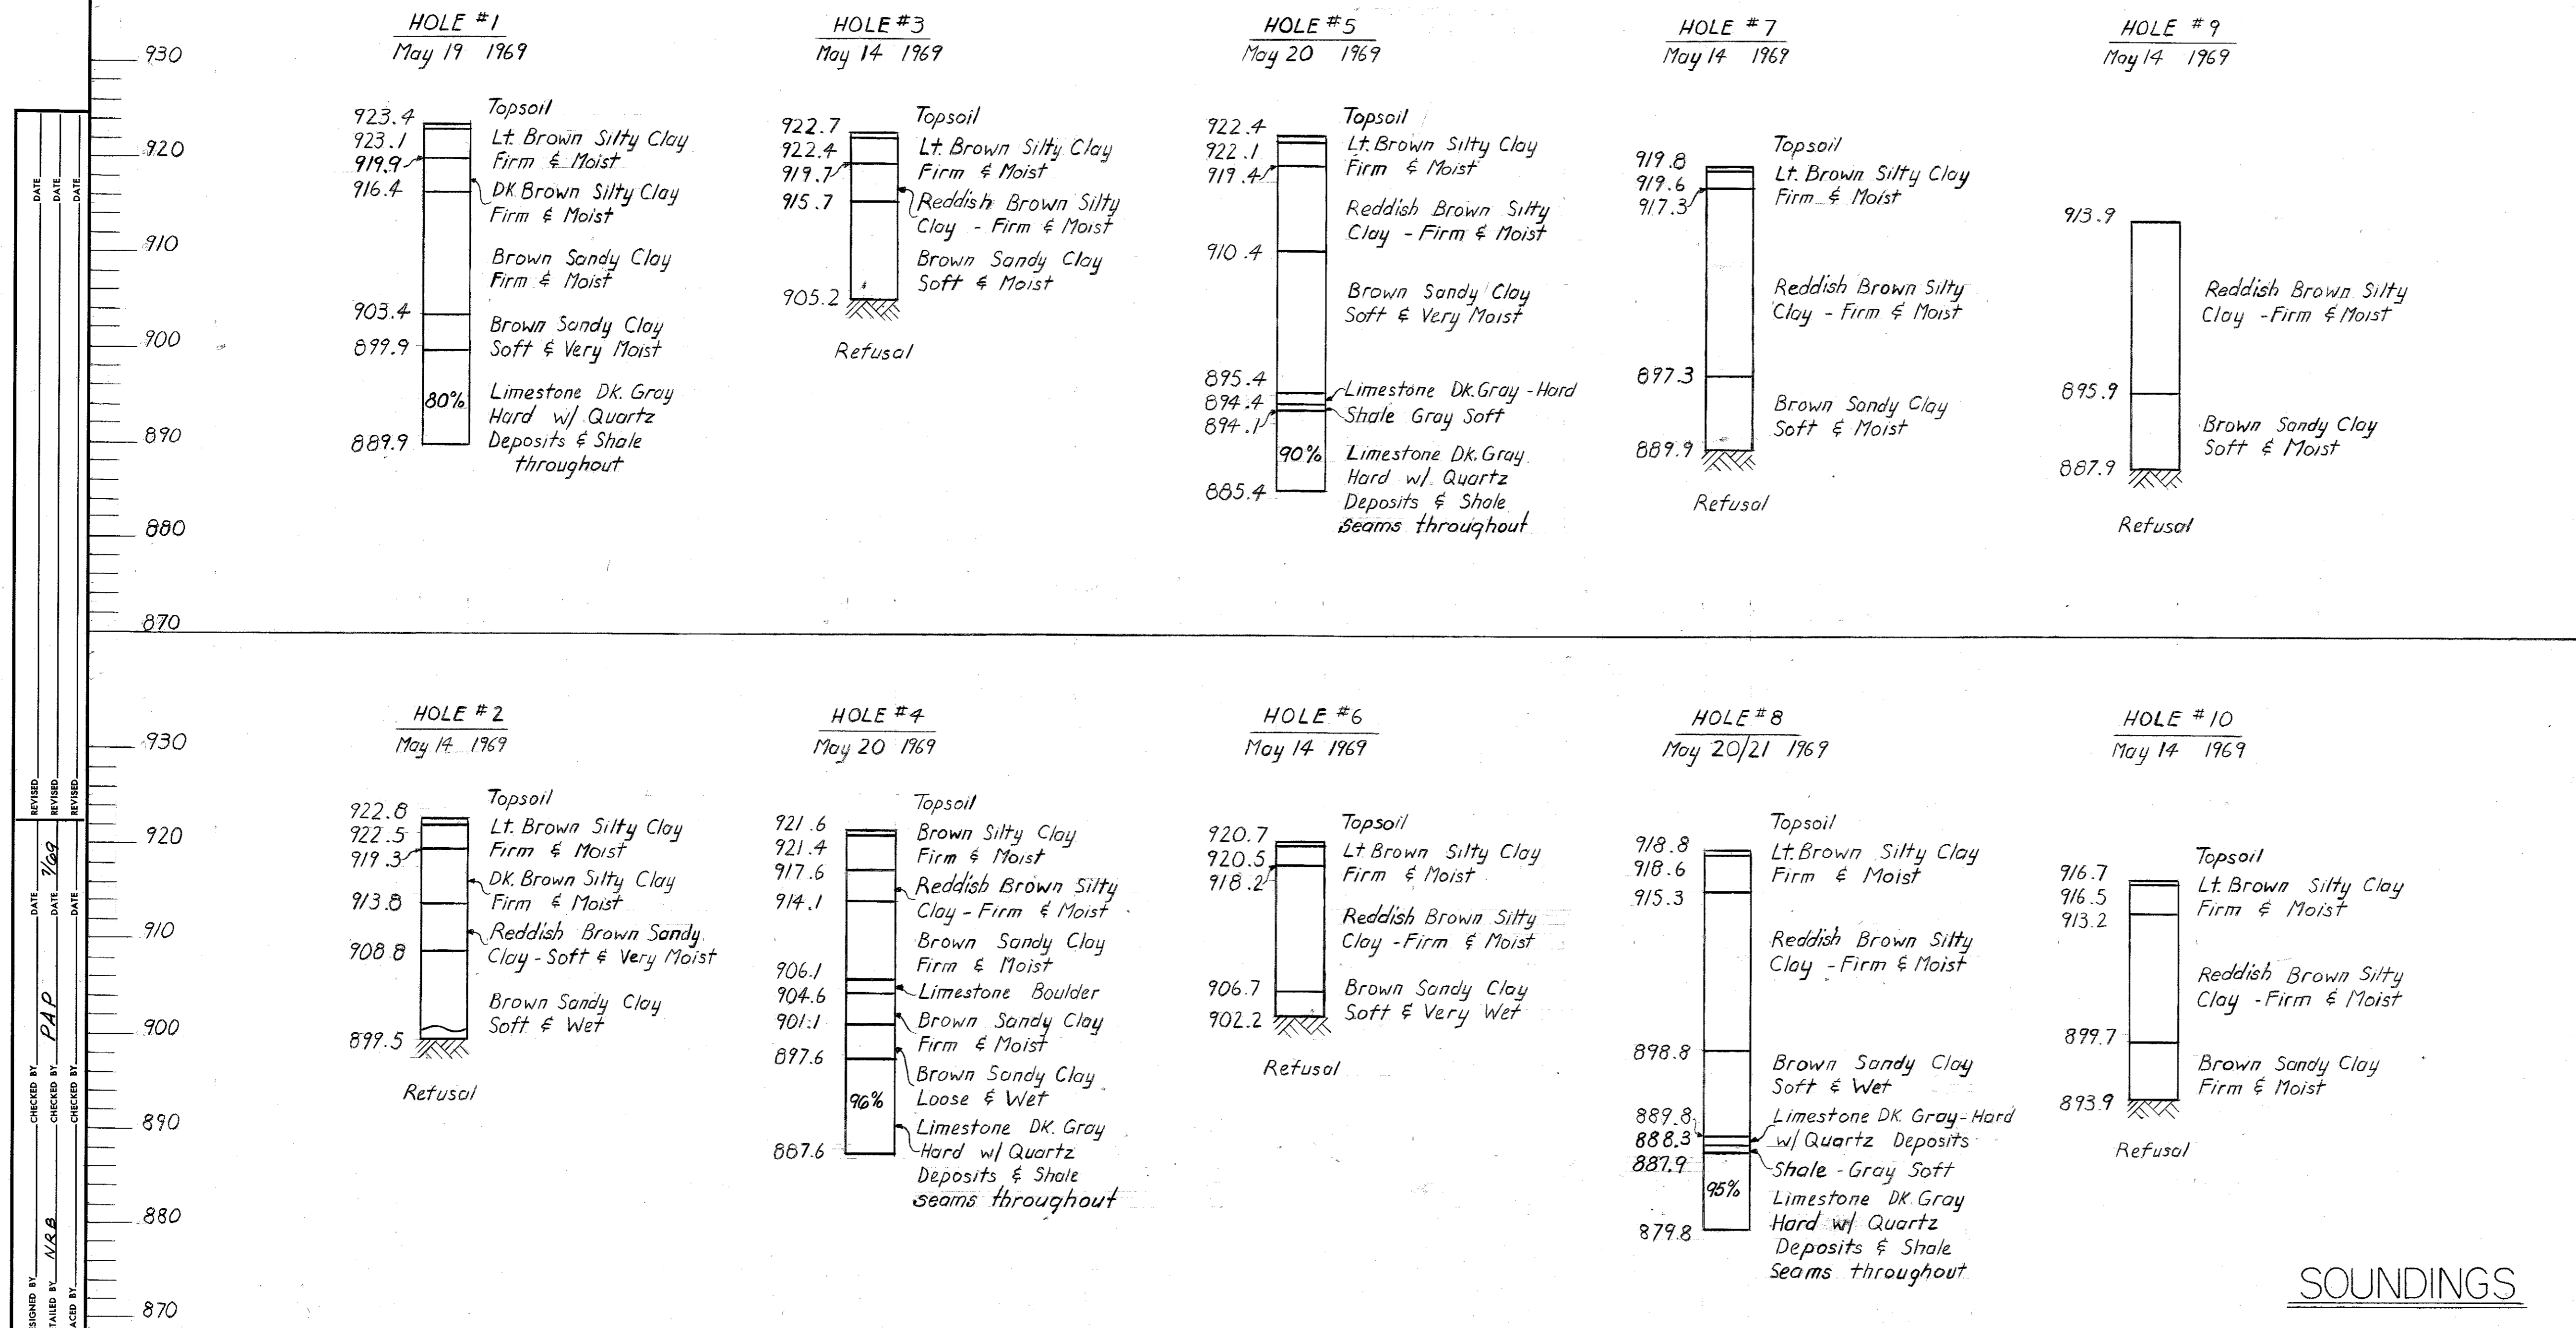 HOLE #1
May 19 1969
923.4
923.1
919.9
916.4
903.4
899.9
889.9
Topsoil
Lt. Brown Silty Clay
Firm & Moist
DK. Brown Silty Clay
Firm & Moist
Brown Sandy Clay
Firm & Moist
Brown Sandy Clay
Soft & Very Moist
80%
Limestone DK. Gray
Hard w/ Quartz
Deposits & Shale
throughout
HOLE #3
May 14 1969
922.7
922.4
919.7
915.7
905.2
Topsoil
Lt. Brown Silty Clay
Firm & Moist
Reddish Brown Silty
Clay - Firm & Moist
Brown Sandy Clay
Soft & Moist
Refusal
HOLE #5
May 20 1969
922.4
922.1
919.4
910.4
895.4
894.4
894.1
885.4
Topsoil
Lt. Brown Silty Clay
Firm & Moist
Reddish Brown Silty
Clay - Firm & Moist
Brown Sandy Clay
Soft & Very Moist
Limestone DK. Gray - Hard
Shale Gray Soft
90%
Limestone DK. Gray
Hard w/ Quartz
Deposits & Shale
seams throughout
HOLE #7
May 14 1969
919.8
919.6
917.3
897.3
889.9
Topsoil
Lt. Brown Silty Clay
Firm & Moist
Reddish Brown Silty
Clay - Firm & Moist
Brown Sandy Clay
Soft & Moist
Refusal
HOLE #9
May 14 1969
913.9
895.9
887.9
Reddish Brown Silty
Clay - Firm & Moist
Brown Sandy Clay
Soft & Moist
Refusal
930
920
910
900
890
880
870
HOLE #2
May 14 1969
922.8
922.5
919.3
913.8
908.8
899.5
Topsoil
Lt. Brown Silty Clay
Firm & Moist
DK. Brown Silty Clay
Firm & Moist
Reddish Brown Sandy
Clay - Soft & Very Moist
Brown Sandy Clay
Soft & Wet
Refusal
HOLE #4
May 20 1969
921.6
921.4
917.6
914.1
906.1
904.6
901.1
897.6
887.6
Topsoil
Brown Silty Clay
Firm & Moist
Reddish Brown Silty
Clay - Firm & Moist
Brown Sandy Clay
Firm & Moist
Limestone Boulder
Brown Sandy Clay
Firm & Moist
Brown Sandy Clay
Loose & Wet
96%
Limestone DK. Gray
Hard w/ Quartz
Deposits & Shale
seams throughout
HOLE #6
May 14 1969
920.7
920.5
918.2
906.7
902.2
Topsoil
Lt. Brown Silty Clay
Firm & Moist
Reddish Brown Silty
Clay - Firm & Moist
Brown Sandy Clay
Soft & Very Wet
Refusal
HOLE #8
May 20/21 1969
918.8
918.6
915.3
898.8
889.8
888.3
887.9
879.8
Topsoil
Lt. Brown Silty Clay
Firm & Moist
Reddish Brown Silty
Clay - Firm & Moist
Brown Sandy Clay
Soft & Wet
Limestone DK. Gray - Hard
w/ Quartz Deposits
Shale - Gray Soft
95%
Limestone DK. Gray
Hard w/ Quartz
Deposits & Shale
Seams throughout
HOLE #10
May 14 1969
916.7
916.5
913.2
899.7
893.9
Topsoil
Lt. Brown Silty Clay
Firm & Moist
Reddish Brown Silty
Clay - Firm & Moist
Brown Sandy Clay
Firm & Moist
Refusal
930
920
910
900
890
880
870
SOUNDINGS
REVISED DATE
REVISED DATE
REVISED DATE
SIGNED BY CHECKED BY DATE
TAILED BY NRB CHECKED BY PAP DATE 7/69
ACED BY CHECKED BY DATE